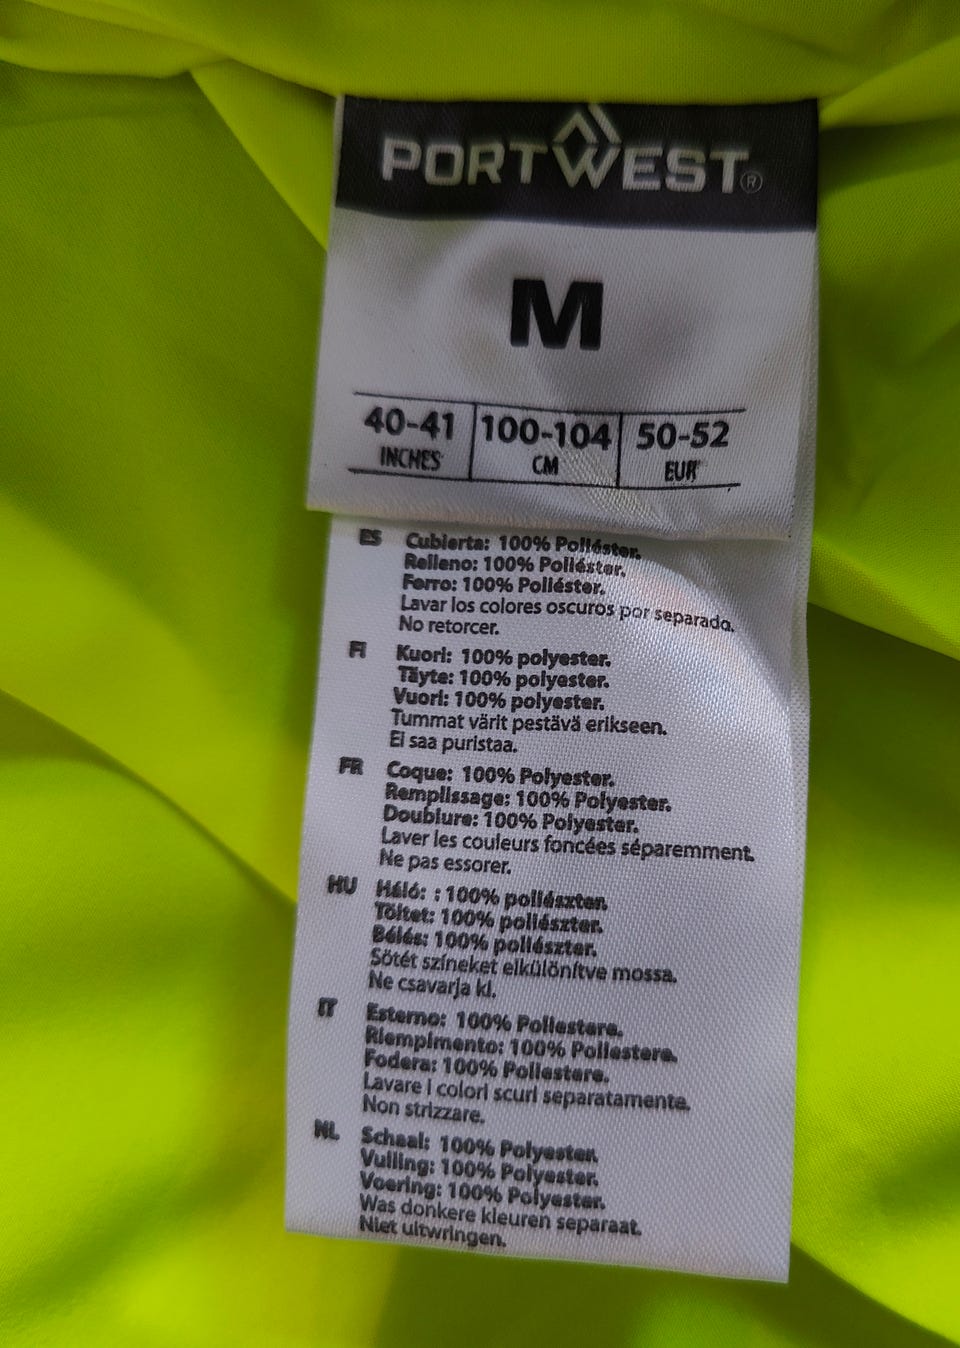 PORTWEST®
M
40-41 100-104 50-52
INCHES CM EUR
ES Cubierta: 100% Poliéster.
Relleno: 100% Poliéster.
Forro: 100% Poliéster.
Lavar los colores oscuros por separado.
No retorcer.
FI Kuori: 100% polyester.
Täyte: 100% polyester.
Vuori: 100% polyester.
Tummat värit pestävä erikseen.
Ei saa puristaa.
FR Coque: 100% Polyester.
Remplissage: 100% Polyester.
Doublure: 100% Polyester.
Laver les couleurs foncées séparemment.
Ne pas essorer.
HU Háló: : 100% poliészter.
Töltet: 100% poliészter.
Bélés: 100% poliészter.
Sötét színeket elkülönítve mossa.
Ne csavarja ki.
IT Esterno: 100% Poliestere.
Riempimento: 100% Poliestere.
Fodera: 100% Poliestere.
Lavare i colori scuri separatamente.
Non strizzare.
NL Schaal: 100% Polyester.
Vulling: 100% Polyester.
Voering: 100% Polyester.
Was donkere kleuren separaat.
Niet uitwringen.